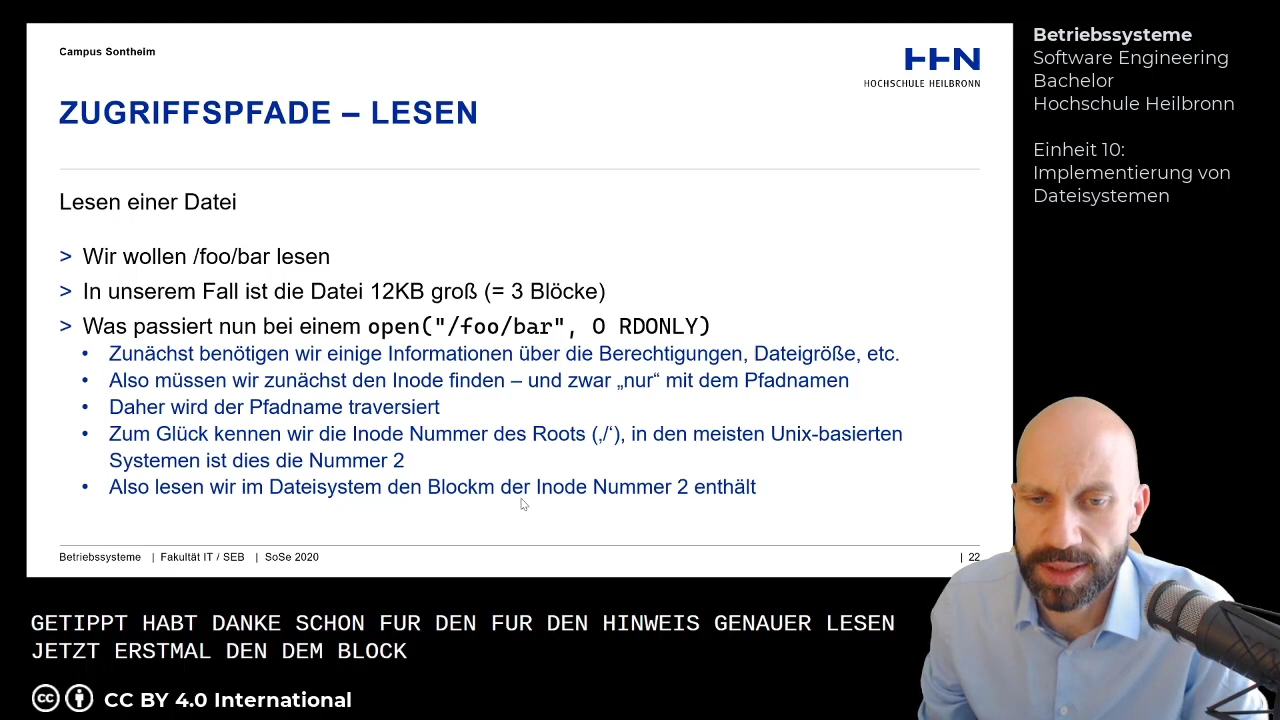 Campus Sontheim
HHN
HOCHSCHULE HEILBRONN
ZUGRIFFSPFADE – LESEN
Lesen einer Datei
> Wir wollen /foo/bar lesen
> In unserem Fall ist die Datei 12KB groß (= 3 Blöcke)
> Was passiert nun bei einem open("/foo/bar", O RDONLY)
• Zunächst benötigen wir einige Informationen über die Berechtigungen, Dateigröße, etc.
• Also müssen wir zunächst den Inode finden – und zwar „nur“ mit dem Pfadnamen
• Daher wird der Pfadname traversiert
• Zum Glück kennen wir die Inode Nummer des Roots (‚/‘), in den meisten Unix-basierten
Systemen ist dies die Nummer 2
• Also lesen wir im Dateisystem den Blockm der Inode Nummer 2 enthält
Betriebssysteme | Fakultät IT / SEB | SoSe 2020 | 22
Betriebssysteme
Software Engineering
Bachelor
Hochschule Heilbronn
Einheit 10:
Implementierung von
Dateisystemen
GETIPPT HABT DANKE SCHON FUR DEN FUR DEN HINWEIS GENAUER LESEN
JETZT ERSTMAL DEN DEM BLOCK
cc CC BY 4.0 International